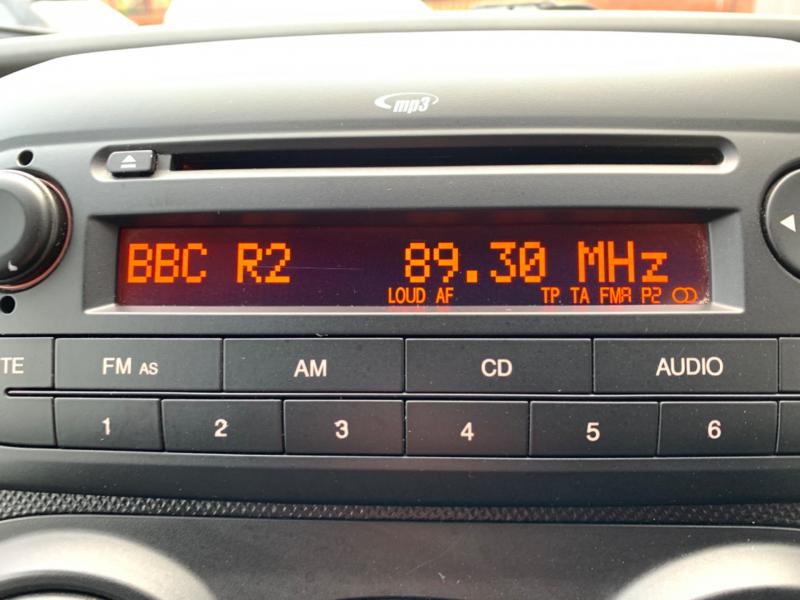 mp3
BBC R2 89.30 MHz
LOUD AF TP TA FMA P2
TE FM AS AM CD AUDIO
1 2 3 4 5 6